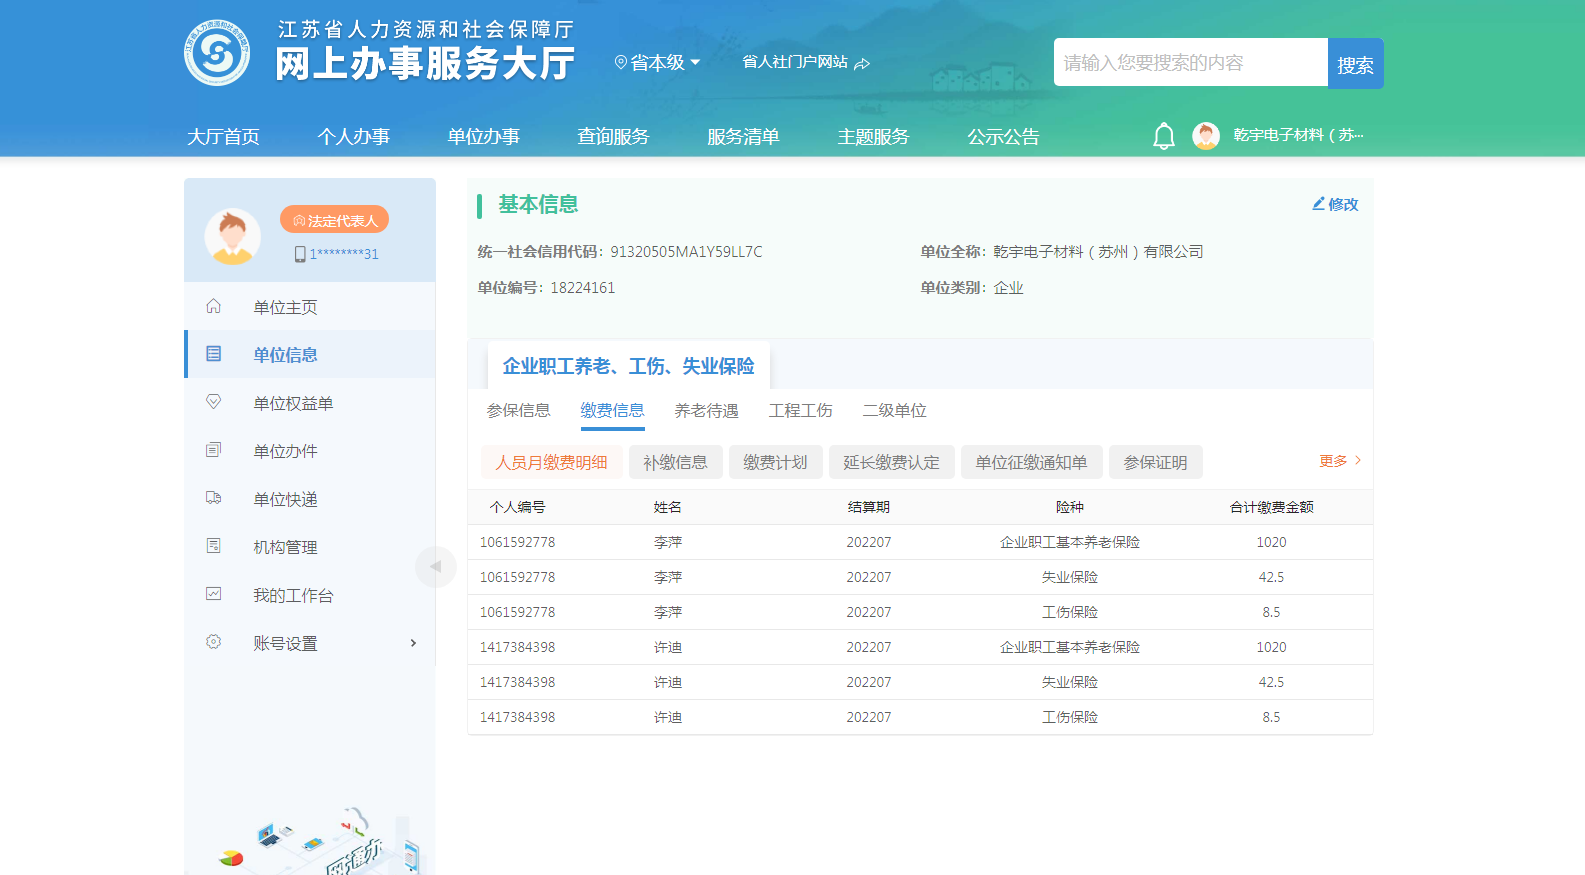 江苏省人力资源和社会保障厅
网上办事服务大厅
省本级
省人社门户网站
请输入您要搜索的内容
搜索
大厅首页 个人办事 单位办事 查询服务 服务清单 主题服务 公示公告
乾宇电子材料（苏···
法定代表人
1********31
单位主页
单位信息
单位权益单
单位办件
单位快递
机构管理
我的工作台
账号设置
网通办
基本信息
修改
统一社会信用代码： 91320505MA1Y59LL7C
单位全称： 乾宇电子材料（苏州）有限公司
单位编号： 18224161
单位类别： 企业
企业职工养老、工伤、失业保险
参保信息 缴费信息 养老待遇 工程工伤 二级单位
人员月缴费明细 补缴信息 缴费计划 延长缴费认定 单位征缴通知单 参保证明 更多
个人编号 姓名 结算期 险种 合计缴费金额
1061592778 李萍 202207 企业职工基本养老保险 1020
1061592778 李萍 202207 失业保险 42.5
1061592778 李萍 202207 工伤保险 8.5
1417384398 许迪 202207 企业职工基本养老保险 1020
1417384398 许迪 202207 失业保险 42.5
1417384398 许迪 202207 工伤保险 8.5